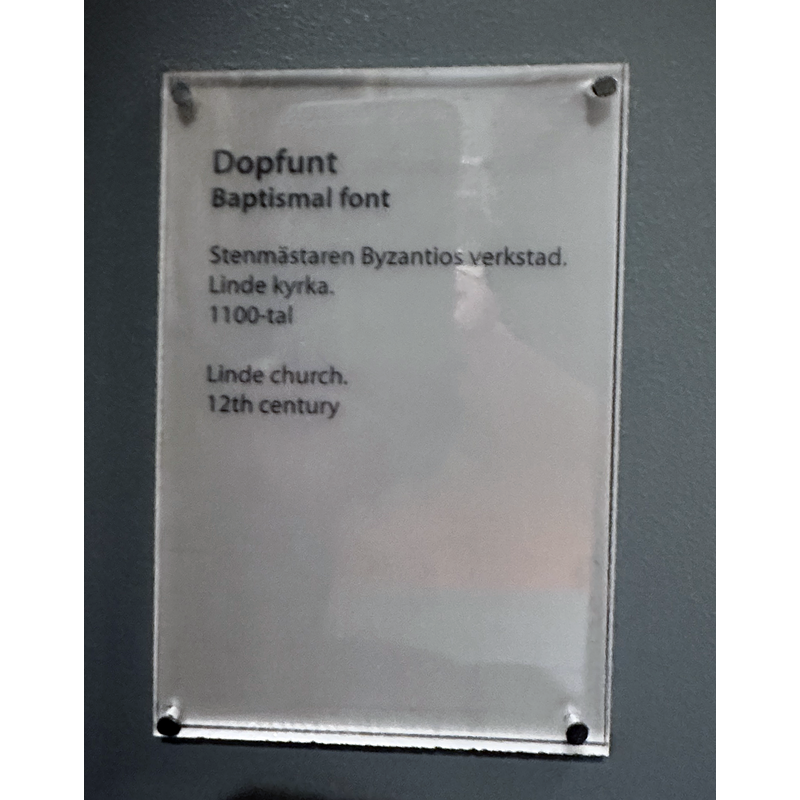 Dopfunt
Baptismal font
Stenmästaren Byzantios verkstad.
Linde kyrka.
1100-tal
Linde church.
12th century